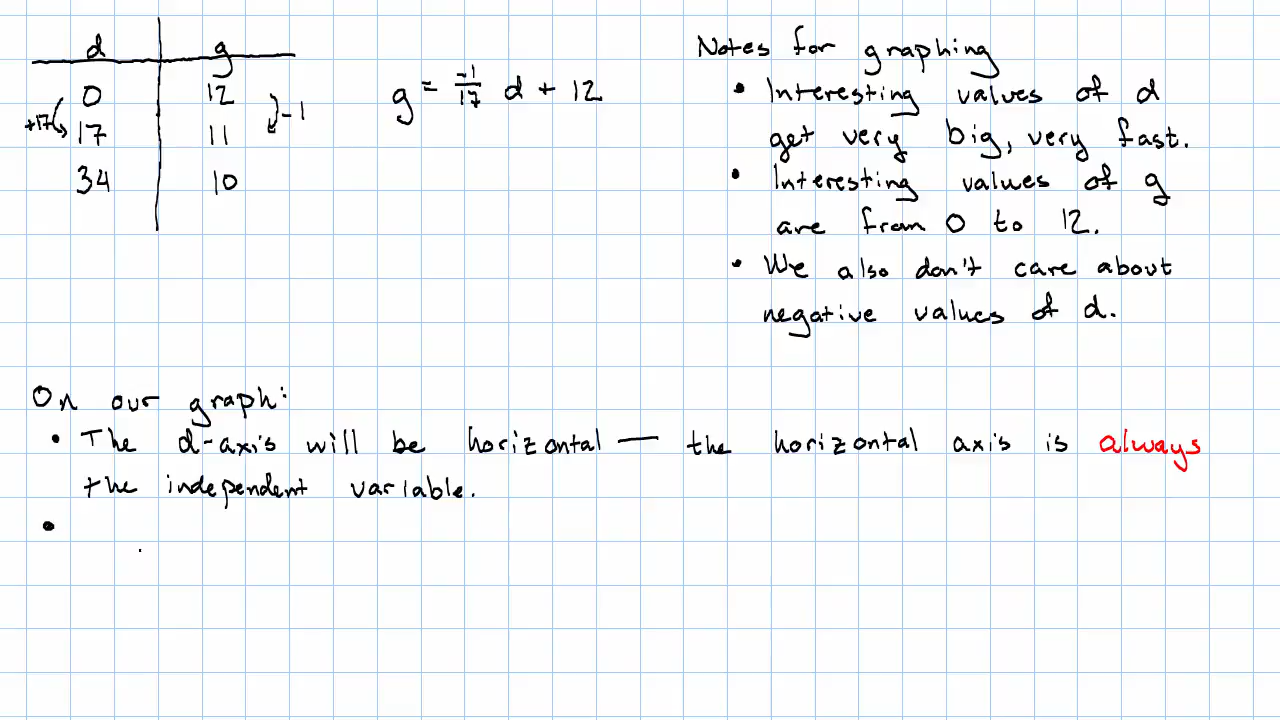 d g
0 12
+17 17 11 -1
34 10
g = -1/17 d + 12
Notes for graphing
• Interesting values of d
get very big, very fast.
• Interesting values of g
are from 0 to 12.
• We also don't care about
negative values of d.
On our graph:
• The d-axis will be horizontal — the horizontal axis is always
the independent variable.
•